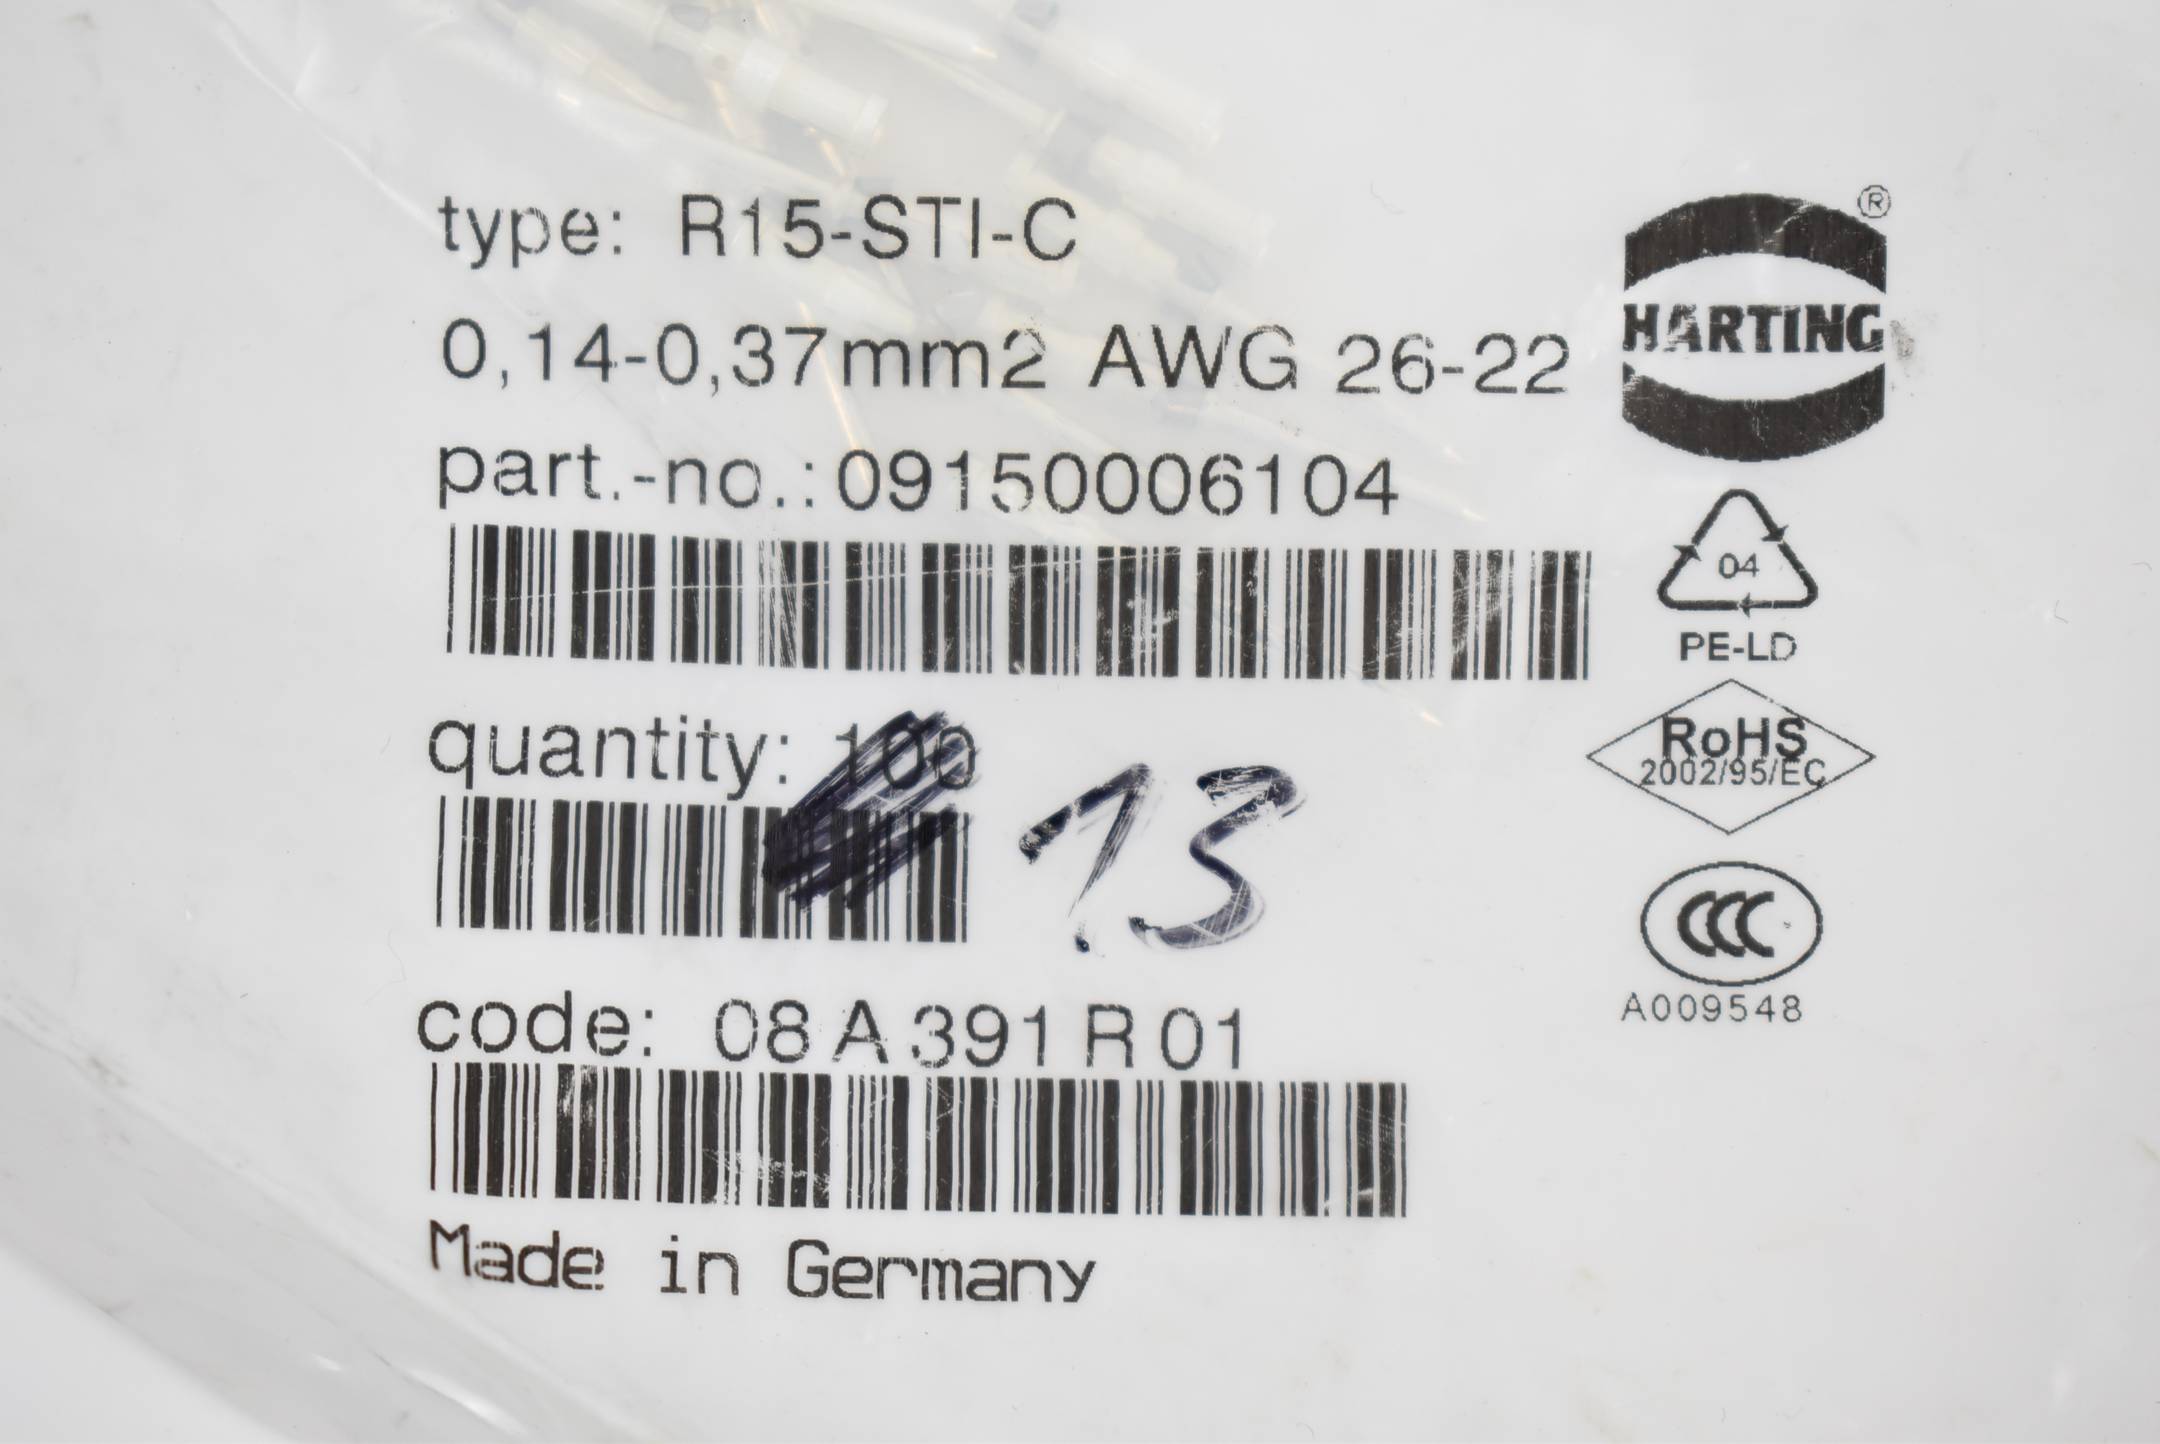 type: R15-STI-C
0,14-0,37mm2 AWG 26-22
part.-no.:09150006104
quantity: 100
13
code: 08 A 391 R 01
Made in Germany
®
HARTING
04
PE-LD
RoHS
2002/95/EC
CCC
A009548